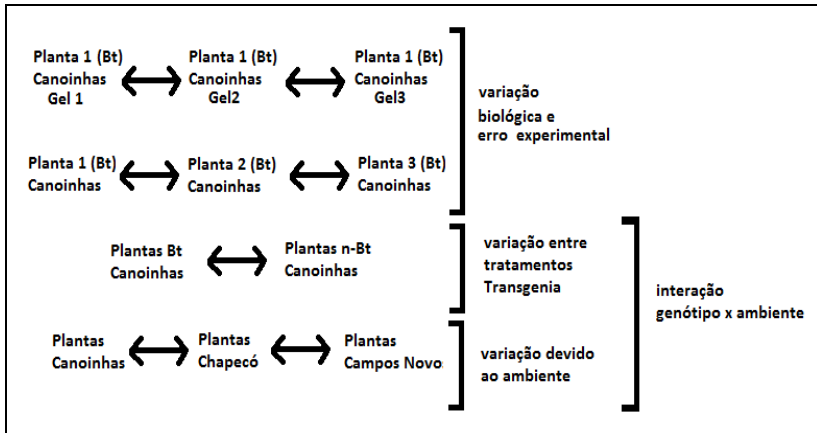 Planta 1 (Bt) Planta 1 (Bt) Planta 1 (Bt)
Canoinhas Canoinhas Canoinhas
Gel 1 Gel2 Gel3
variação
biológica e
erro experimental
Planta 1 (Bt) Planta 2 (Bt) Planta 3 (Bt)
Canoinhas Canoinhas Canoinhas
Plantas Bt Plantas n-Bt
Canoinhas Canoinhas
variação entre
tratamentos
Transgenia
interação
genótipo x ambiente
Plantas Plantas Plantas
Canoinhas Chapecó Campos Novo
variação devido
ao ambiente